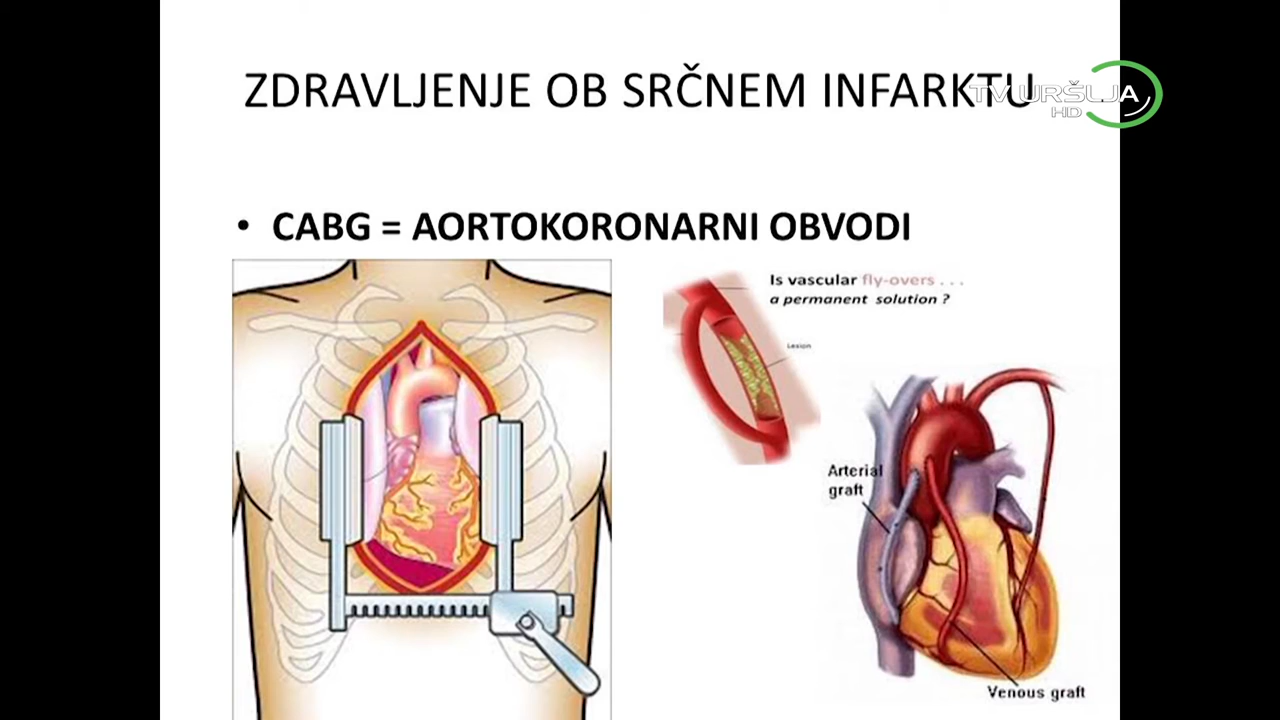 ZDRAVLJENJE OB SRČNEM INFARKTU
TV URŠLJA
HD
• CABG = AORTOKORONARNI OBVODI
Is vascular fly-overs . . .
a permanent solution ?
Lesion
Arterial
graft
Venous graft